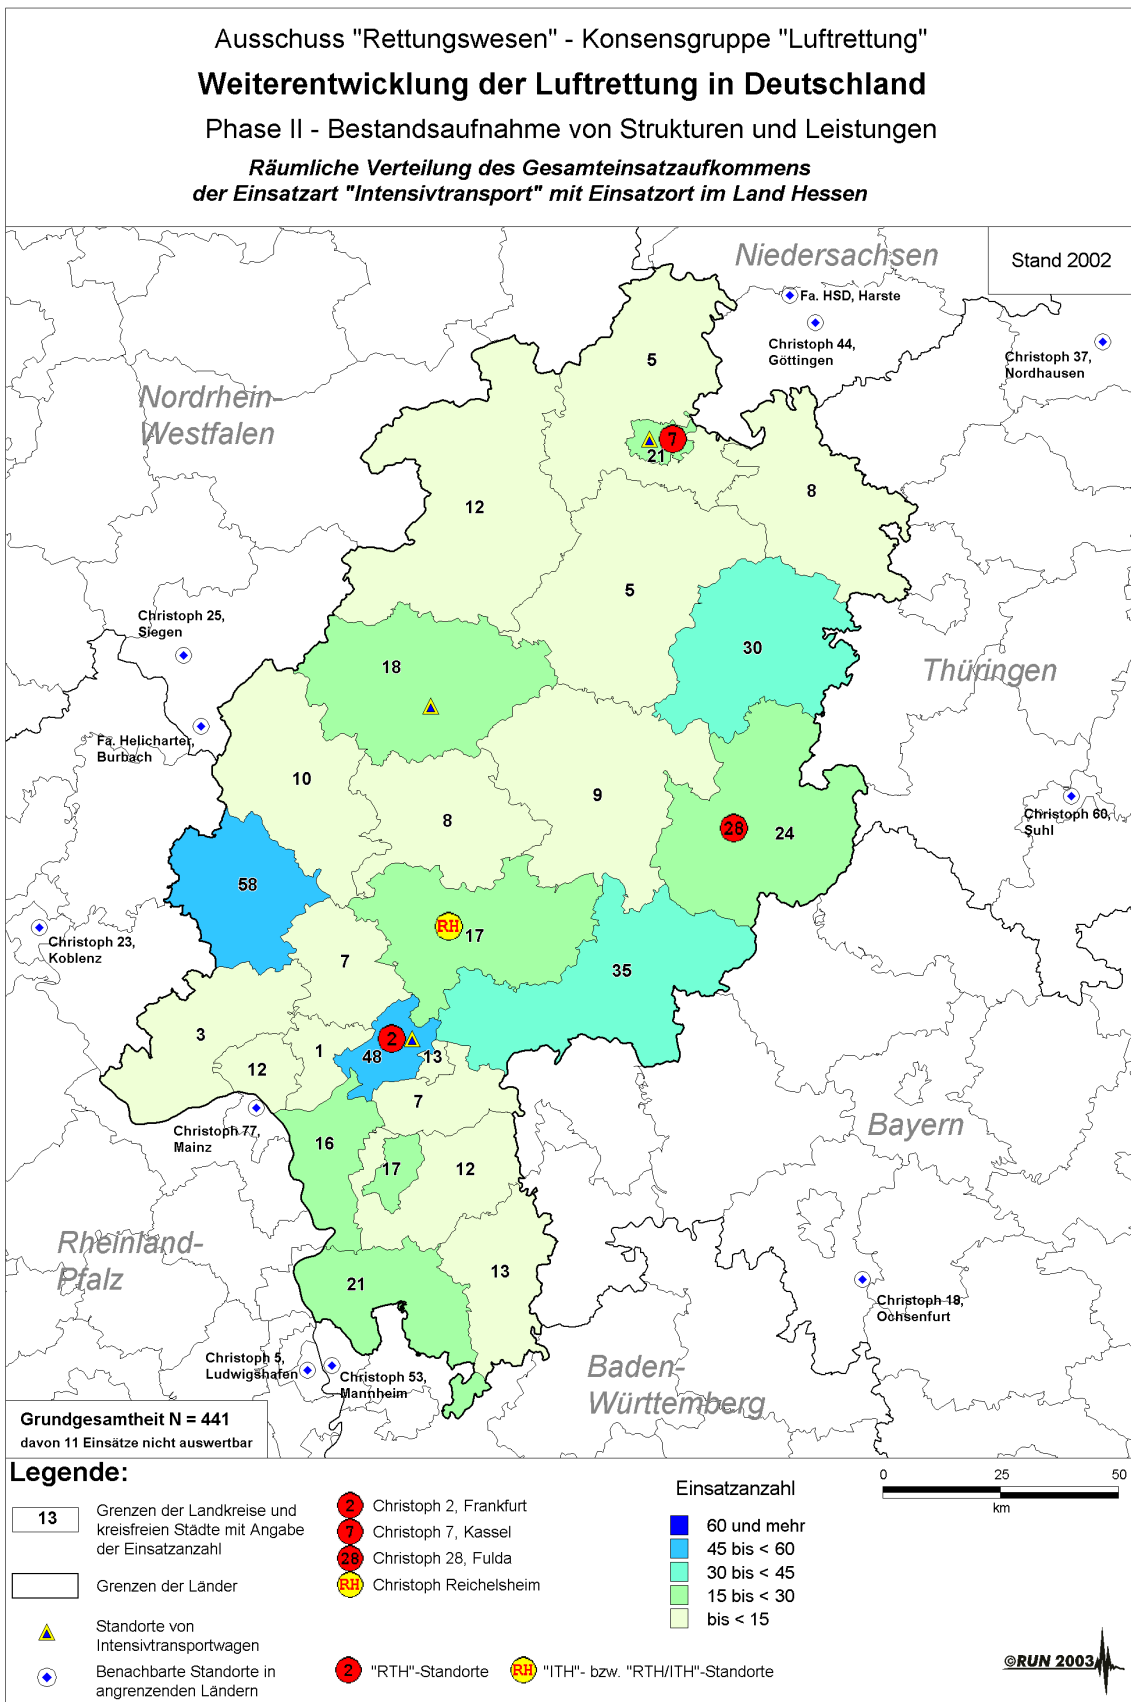 Ausschuss "Rettungswesen" - Konsensgruppe "Luftrettung"
Weiterentwicklung der Luftrettung in Deutschland
Phase II - Bestandsaufnahme von Strukturen und Leistungen
Räumliche Verteilung des Gesamteinsatzaufkommens
der Einsatzart "Intensivtransport" mit Einsatzort im Land Hessen
Niedersachsen
Stand 2002
Fa. HSD, Harste
Christoph 44,
Göttingen
Christoph 37,
Nordhausen
5
Nordrhein-
Westfalen
7
21
8
12
5
Christoph 25,
Siegen
30
18
Thüringen
Fa. Helicharter,
Burbach
10
9
8
28
24
Christoph 60,
Suhl
58
RH
17
Christoph 23,
Koblenz
7
35
3
1
2
48
13
12
7
Christoph 77,
Mainz
Bayern
16
17
12
Rheinland-
Pfalz
21
13
Christoph 18,
Ochsenfurt
Christoph 5,
Ludwigshafen
Christoph 53,
Mannheim
Baden-
Württemberg
Grundgesamtheit N = 441
davon 11 Einsätze nicht auswertbar
Legende:
13
Grenzen der Landkreise und
kreisfreien Städte mit Angabe
der Einsatzanzahl
Grenzen der Länder
Standorte von
Intensivtransportwagen
Benachbarte Standorte in
angrenzenden Ländern
2 Christoph 2, Frankfurt
7 Christoph 7, Kassel
28 Christoph 28, Fulda
RH Christoph Reichelsheim
2 "RTH"-Standorte
RH "ITH"- bzw. "RTH/ITH"-Standorte
Einsatzanzahl
60 und mehr
45 bis < 60
30 bis < 45
15 bis < 30
bis < 15
0 25 50
km
©RUN 2003